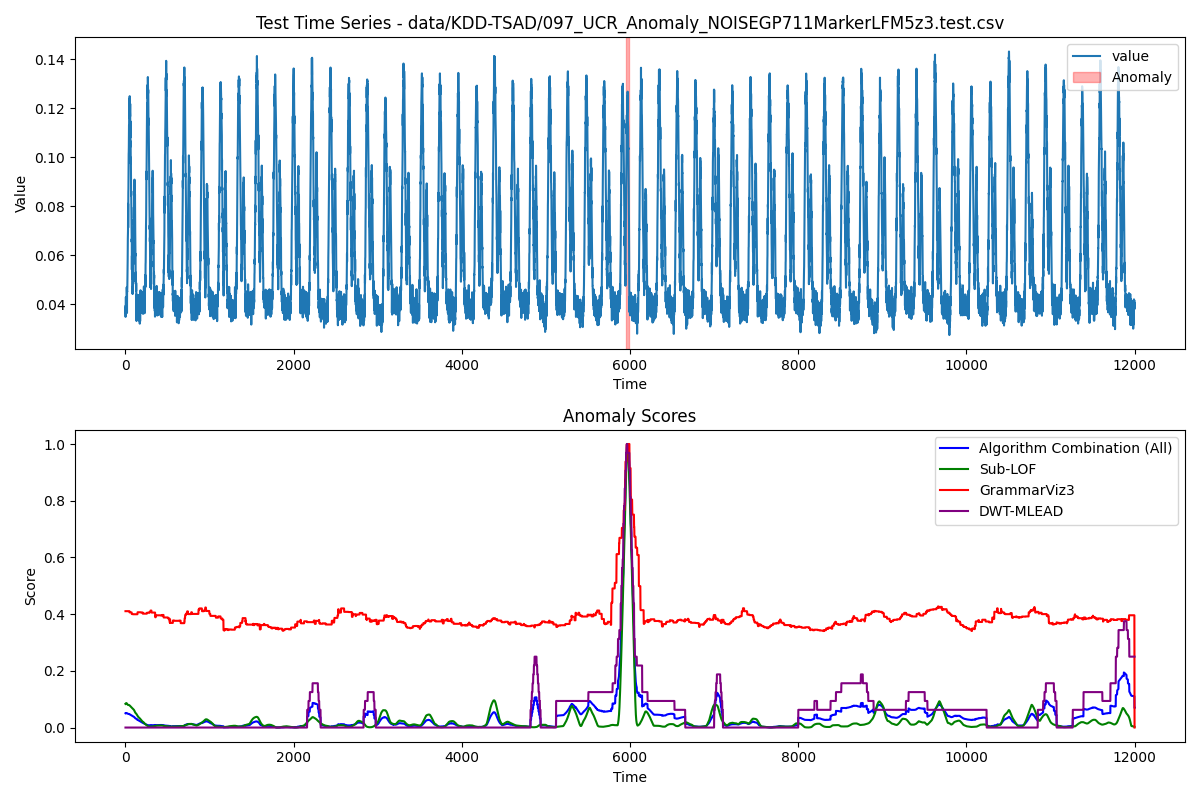 Test Time Series - data/KDD-TSAD/097_UCR_Anomaly_NOISEGP711MarkerLFM5z3.test.csv
value
Anomaly
Value
0.14
0.12
0.10
0.08
0.06
0.04
0 2000 4000 6000 8000 10000 12000
Time
Anomaly Scores
Algorithm Combination (All)
Sub-LOF
GrammarViz3
DWT-MLEAD
Score
1.0
0.8
0.6
0.4
0.2
0.0
0 2000 4000 6000 8000 10000 12000
Time